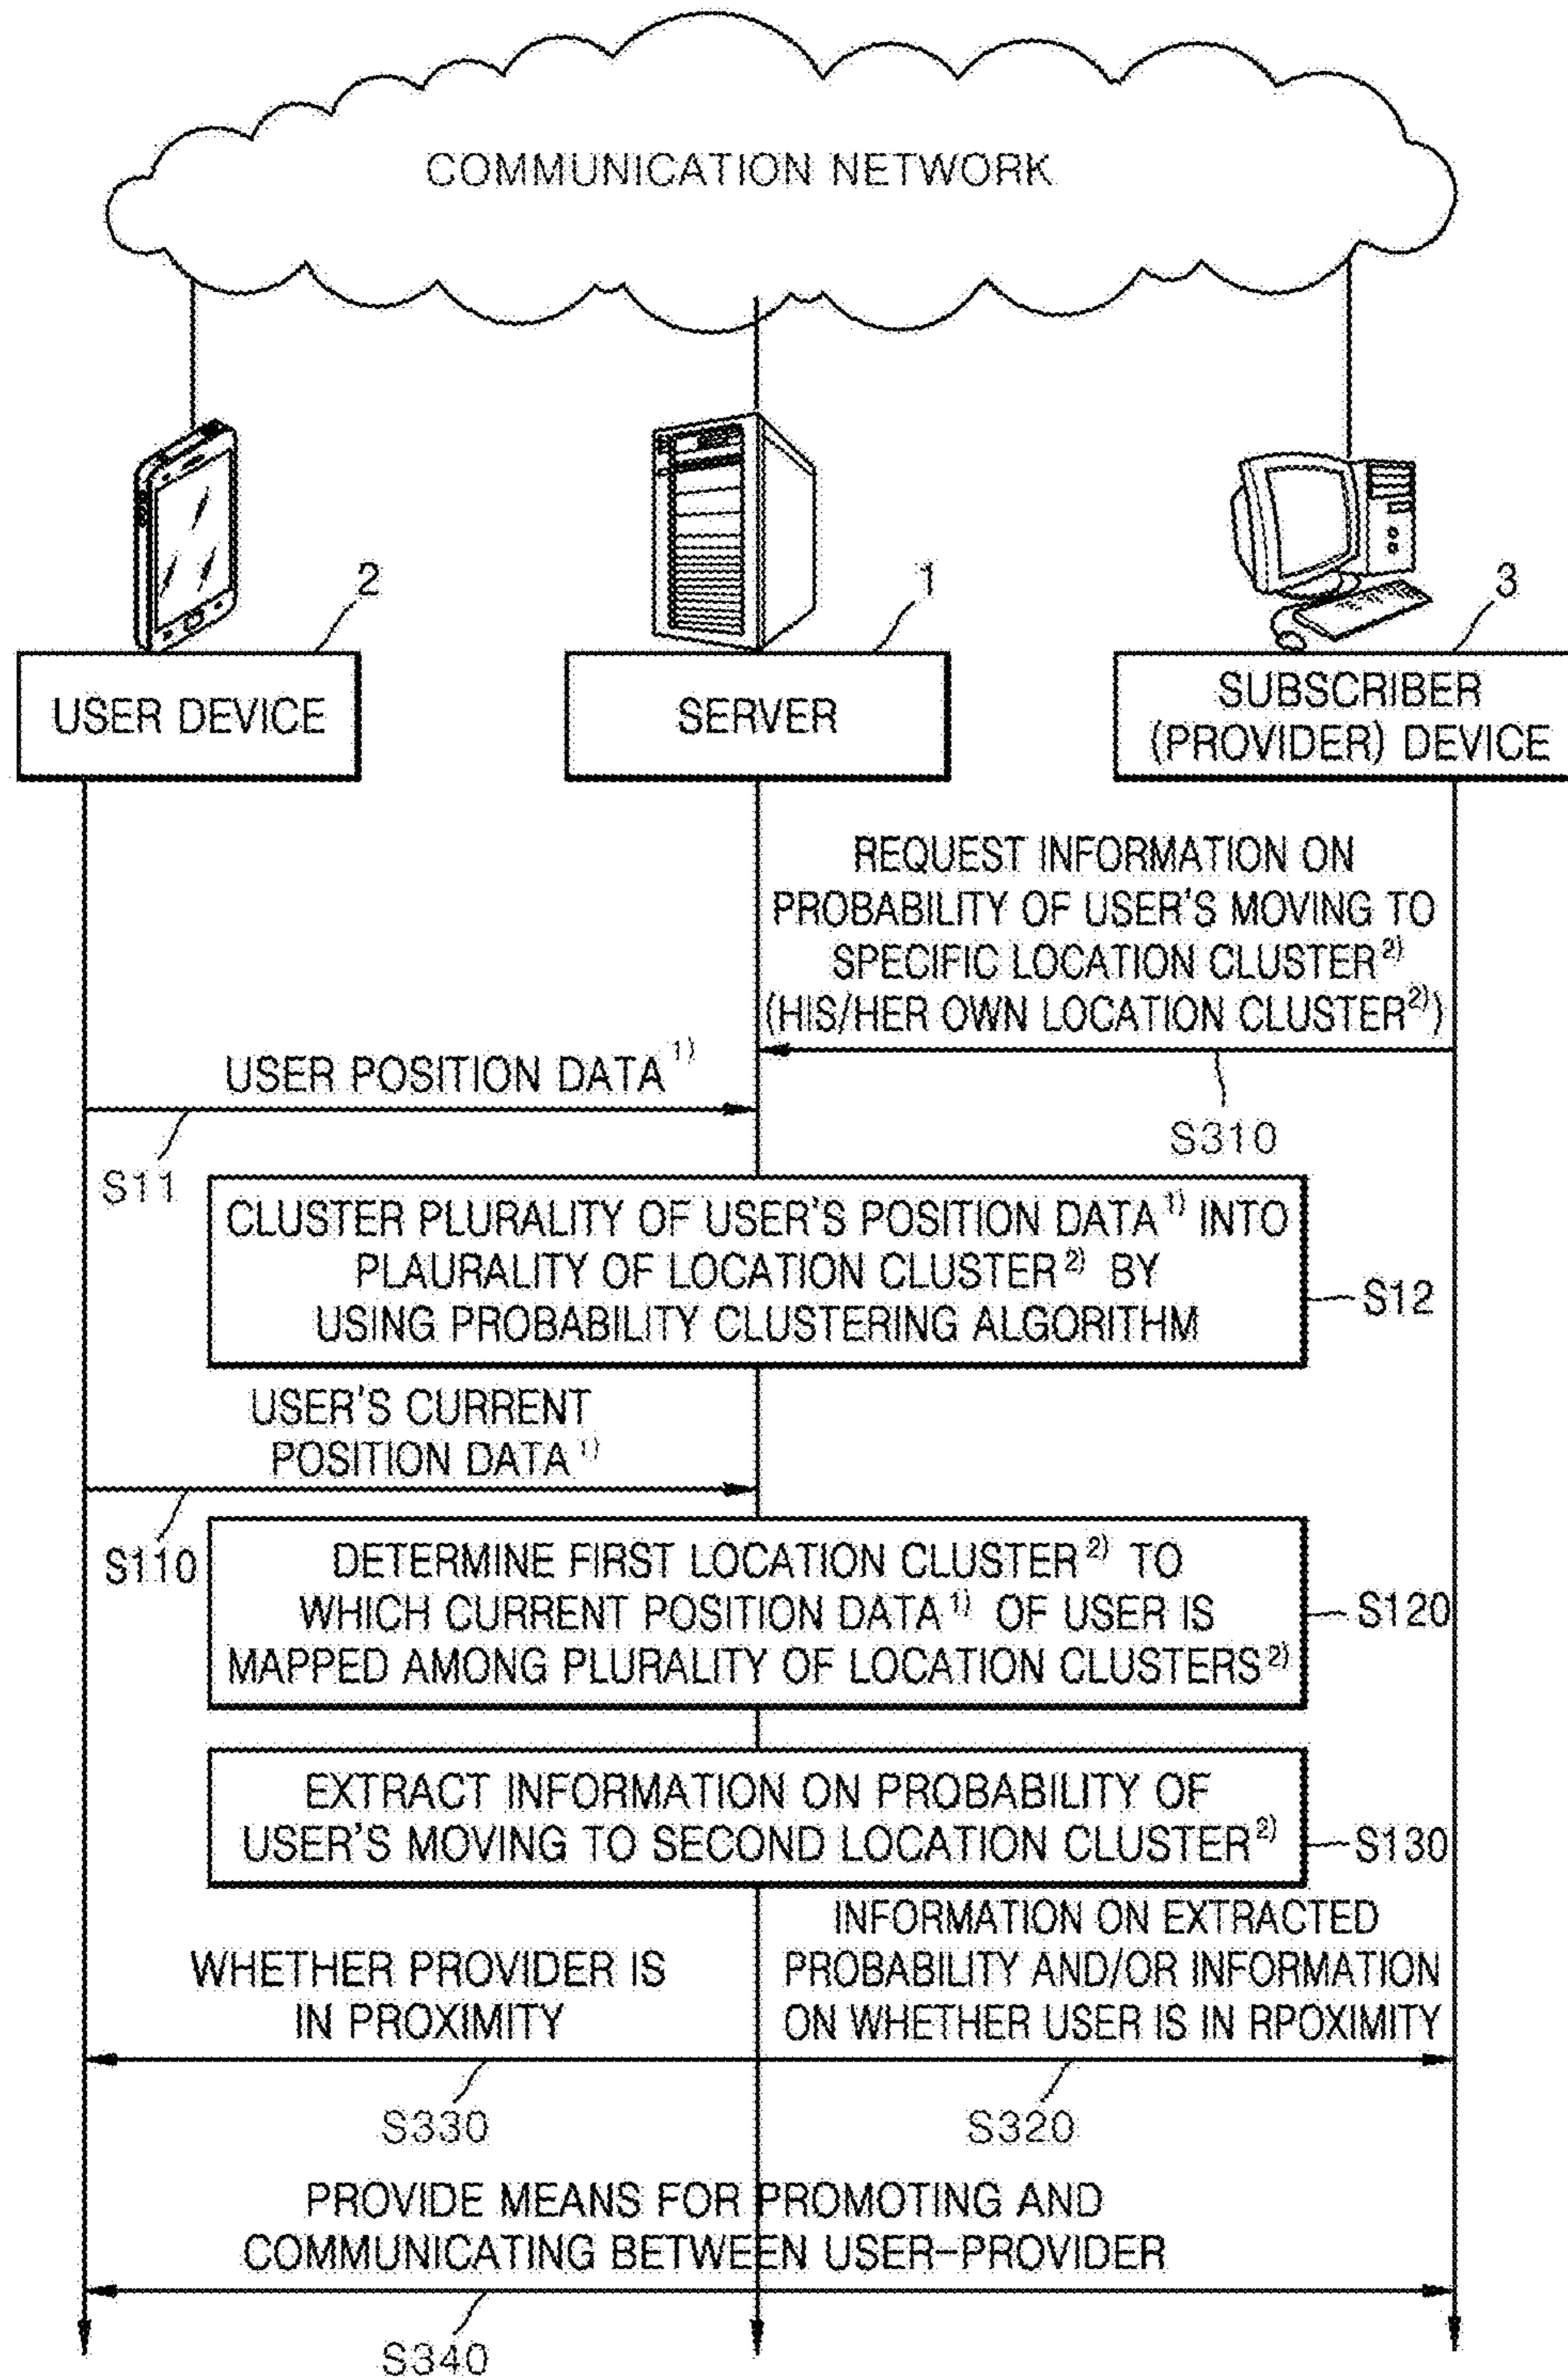 COMMUNICATION NETWORK
2
1
3
USER DEVICE
SERVER
SUBSCRIBER
(PROVIDER) DEVICE
REQUEST INFORMATION ON
PROBABILITY OF USER'S MOVING TO
SPECIFIC LOCATION CLUSTER2)
(HIS/HER OWN LOCATION CLUSTER2))
USER POSITION DATA1)
S310
S11
CLUSTER PLURALITY OF USER'S POSITION DATA1) INTO
PLAURALITY OF LOCATION CLUSTER2) BY
USING PROBABILITY CLUSTERING ALGORITHM
S12
USER'S CURRENT
POSITION DATA1)
S110
DETERMINE FIRST LOCATION CLUSTER2) TO
WHICH CURRENT POSITION DATA1) OF USER IS
MAPPED AMONG PLURALITY OF LOCATION CLUSTERS2)
S120
EXTRACT INFORMATION ON PROBABILITY OF
USER'S MOVING TO SECOND LOCATION CLUSTER2)
S130
WHETHER PROVIDER IS
IN PROXIMITY
INFORMATION ON EXTRACTED
PROBABILITY AND/OR INFORMATION
ON WHETHER USER IS IN RPOXIMITY
S330
S320
PROVIDE MEANS FOR PROMOTING AND
COMMUNICATING BETWEEN USER-PROVIDER
S340